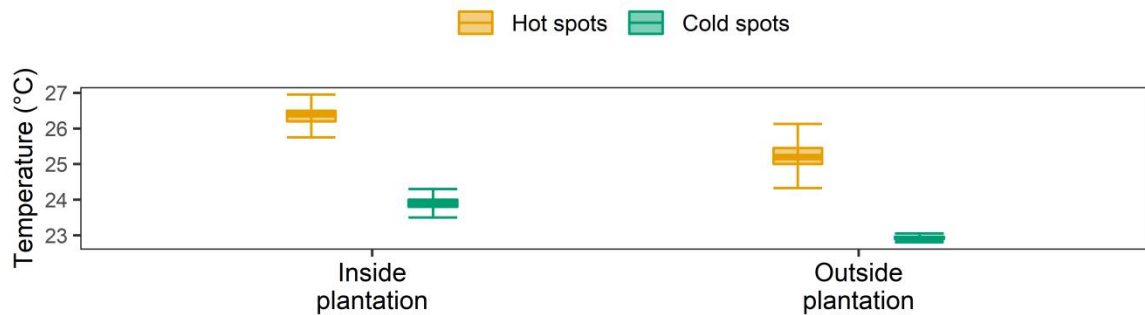 Hot spots Cold spots
Temperature (°C)
27
26
25
24
23
Inside
plantation
Outside
plantation